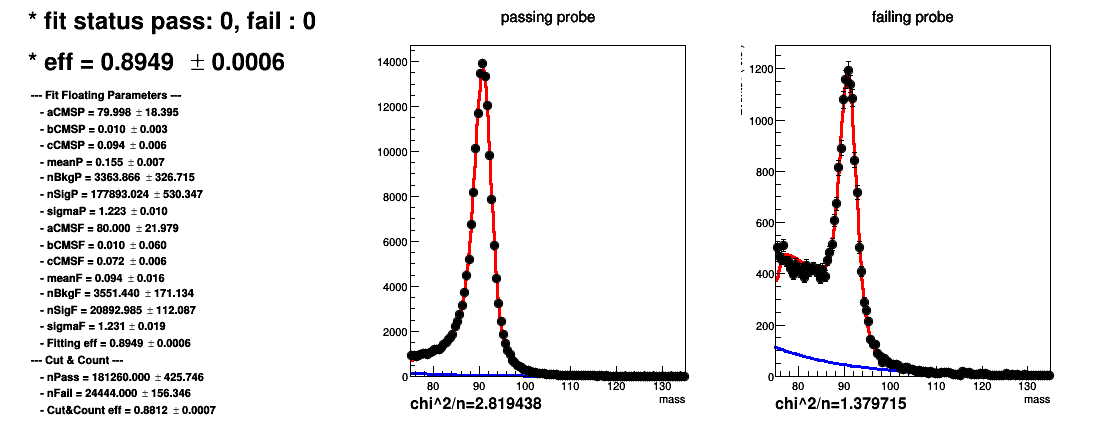 * fit status pass: 0, fail : 0
* eff = 0.8949 ± 0.0006
--- Fit Floating Parameters ---
- aCMSP = 79.998 ± 18.395
- bCMSP = 0.010 ± 0.003
- cCMSP = 0.094 ± 0.006
- meanP = 0.155 ± 0.007
- nBkgP = 3363.866 ± 326.715
- nSigP = 177893.024 ± 530.347
- sigmaP = 1.223 ± 0.010
- aCMSF = 80.000 ± 21.979
- bCMSF = 0.010 ± 0.060
- cCMSF = 0.072 ± 0.006
- meanF = 0.094 ± 0.016
- nBkgF = 3551.440 ± 171.134
- nSigF = 20892.985 ± 112.087
- sigmaF = 1.231 ± 0.019
- Fitting eff = 0.8949 ± 0.0006
--- Cut & Count ---
- nPass = 181260.000 ± 425.746
- nFail = 24444.000 ± 156.346
- Cut&Count eff = 0.8812 ± 0.0007
passing probe
14000
12000
10000
8000
6000
4000
2000
0
80 90 100 110 120 130
mass
chi^2/n=2.819438
failing probe
1200
1000
800
600
400
200
0
80 90 100 110 120 130
mass
chi^2/n=1.379715